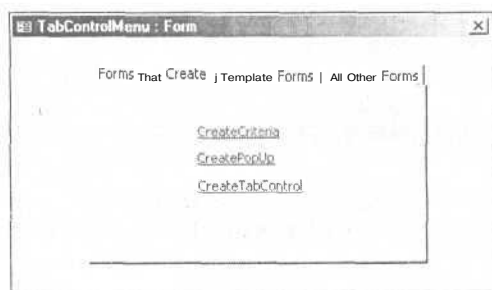 TabControlMenu : Form
Forms That Create j Template Forms | All Other Forms
CreateCriteria
CreatePopUp
CreateTabControl